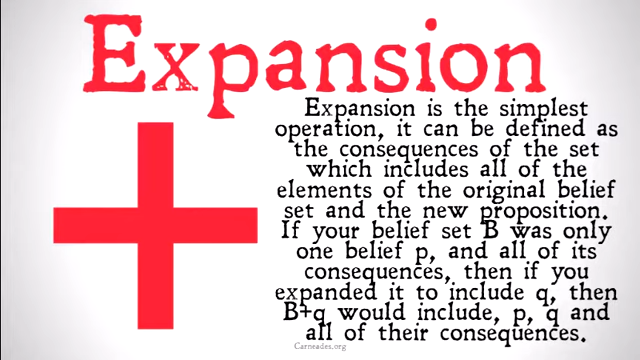 Expansion
Expansion is the simplest
operation, it can be defined as
the consequences of the set
which includes all of the
elements of the original belief
set and the new proposition.
If your belief set B was only
one belief p, and all of its
consequences, then if you
expanded it to include q, then
B+q would include, p, q and
all of their consequences.
Carneades.org